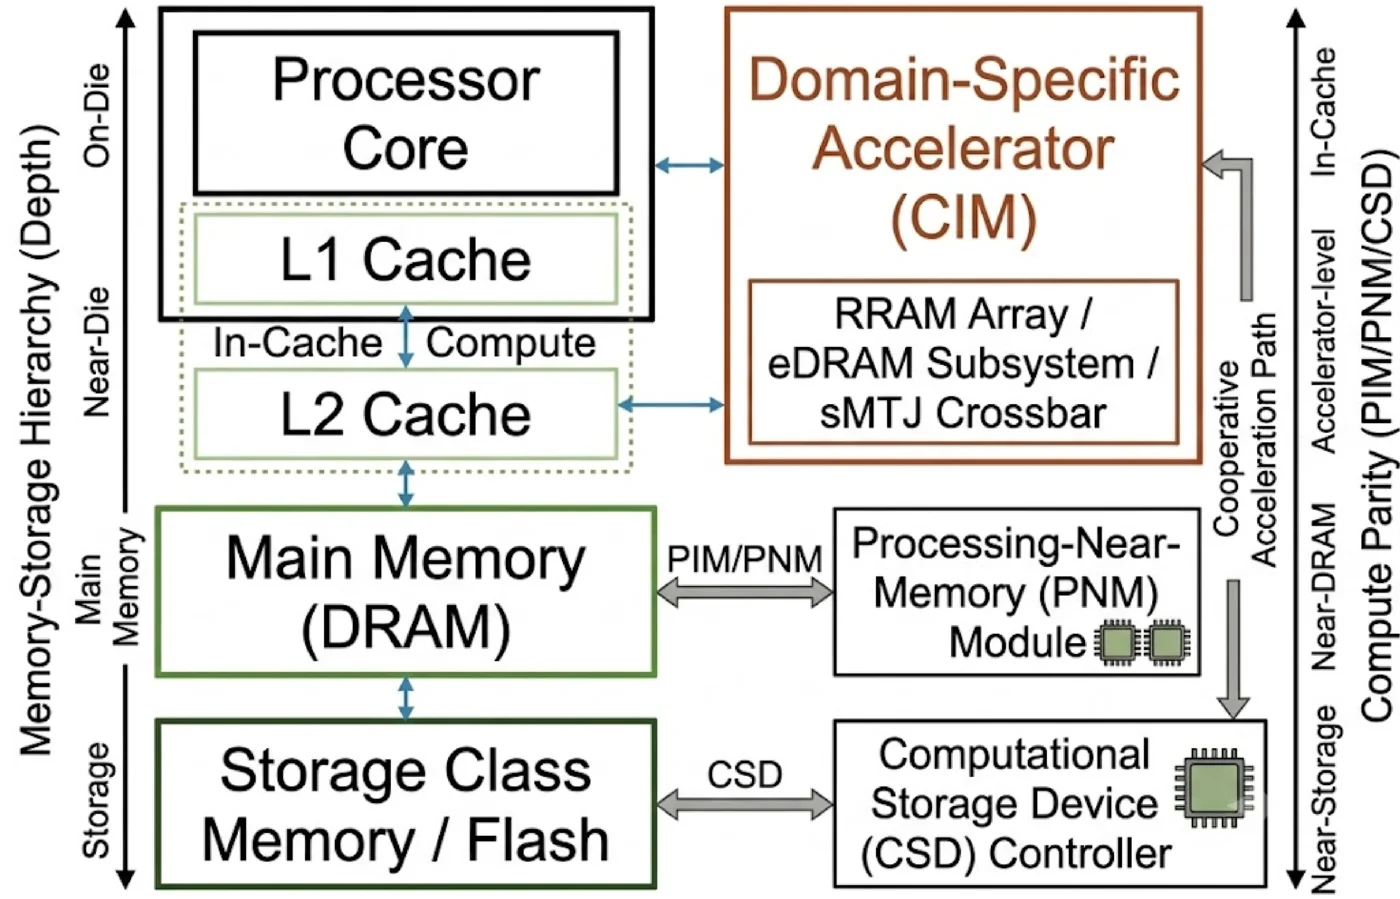 Memory-Storage Hierarchy (Depth)
On-Die
Near-Die
Main
Memory
Storage
Processor
Core
L1 Cache
In-Cache Compute
L2 Cache
Main Memory
(DRAM)
Storage Class
Memory / Flash
Domain-Specific
Accelerator
(CIM)
RRAM Array /
eDRAM Subsystem /
sMTJ Crossbar
PIM/PNM
Processing-Near-
Memory (PNM)
Module
CSD
Computational
Storage Device
(CSD) Controller
Cooperative
Acceleration Path
In-Cache
Accelerator-level
Near-DRAM
Near-Storage
Compute Parity (PIM/PNM/CSD)